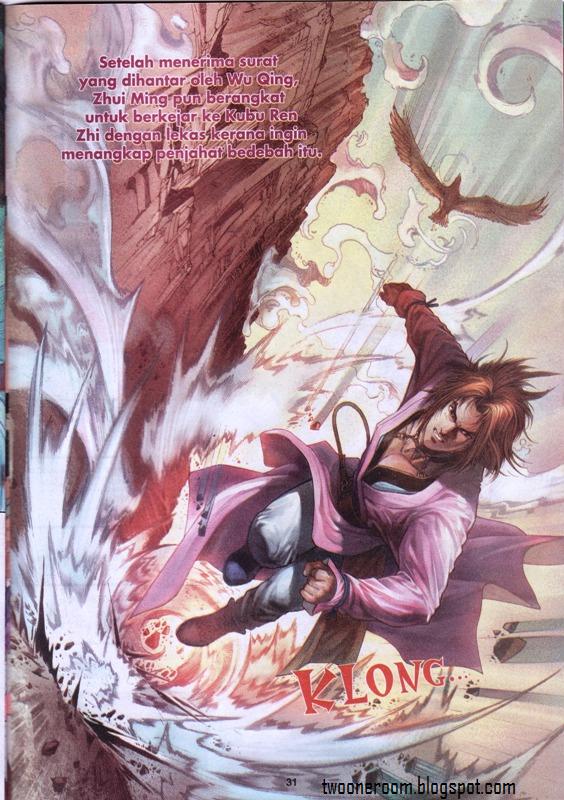 Setelah menerima surat
yang dihantar oleh Wu Qing,
Zhui Ming pun berangkat
untuk berkejar ke Kubu Ren
Zhi dengan lekas kerana ingin
menangkap penjahat bedebah itu.
KLONG...
31
twooneroom.blogspot.com